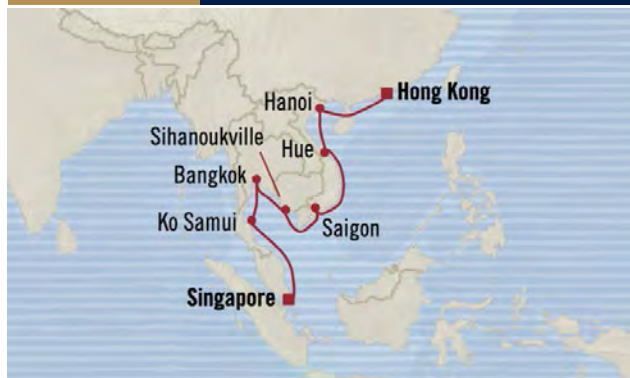 Hong Kong
Hanoi
Sihanoukville
Hue
Bangkok
Ko Samui
Saigon
Singapore